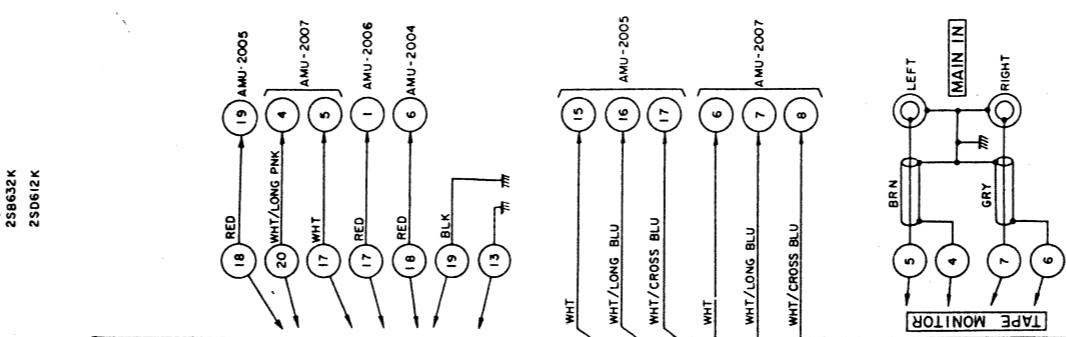 2SB632K
2SD612K
AMU-2005
AMU-2007
AMU-2006
AMU-2004
19
4
5
1
6
RED
WHT/LONG PNK
WHT
RED
RED
BLK
18
20
17
17
18
19
13
AMU-2005
AMU-2007
15
16
17
6
7
8
WHT
WHT/LONG BLU
WHT/CROSS BLU
WHT
WHT/LONG BLU
WHT/CROSS BLU
MAIN IN
LEFT
RIGHT
BRN
GRY
5
4
7
6
TAPE MONITOR